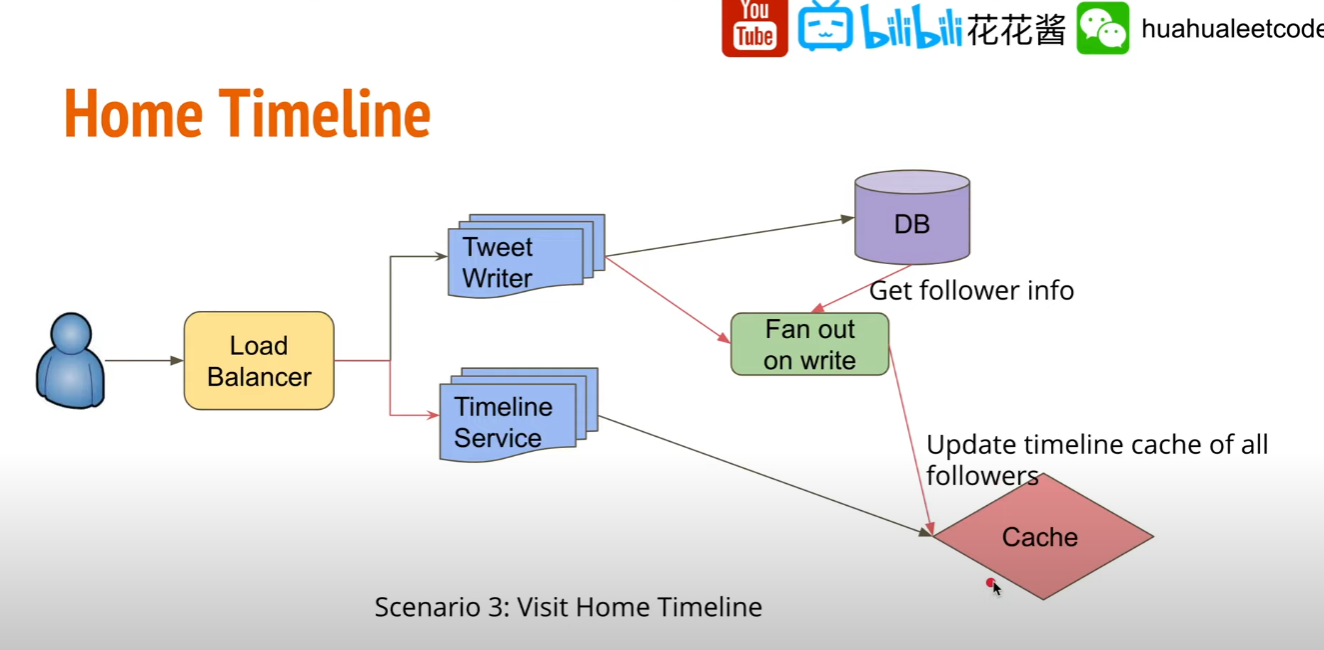 You
Tube
bilibili 花花酱 huahualeetcode
Home Timeline
Tweet
Writer
DB
Get follower info
Fan out
on write
Load
Balancer
Timeline
Service
Update timeline cache of all
followers
Cache
Scenario 3: Visit Home Timeline